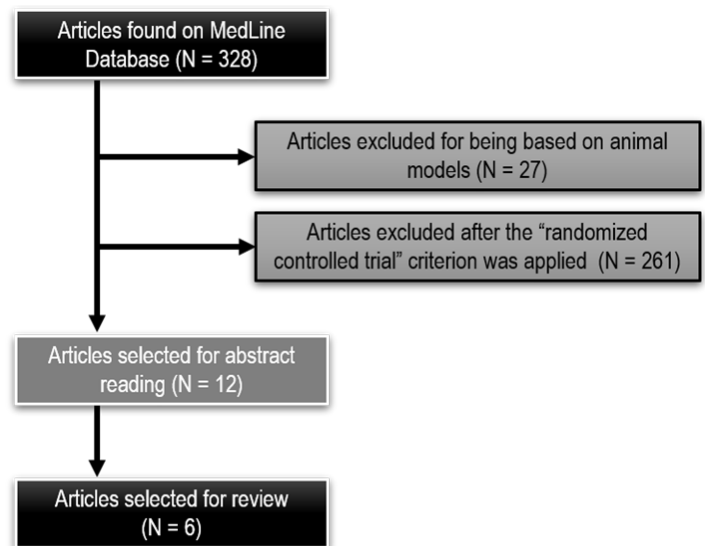 Articles found on MedLine
Database (N = 328)
Articles excluded for being based on animal
models (N = 27)
Articles excluded after the “randomized
controlled trial” criterion was applied (N = 261)
Articles selected for abstract
reading (N = 12)
Articles selected for review
(N = 6)